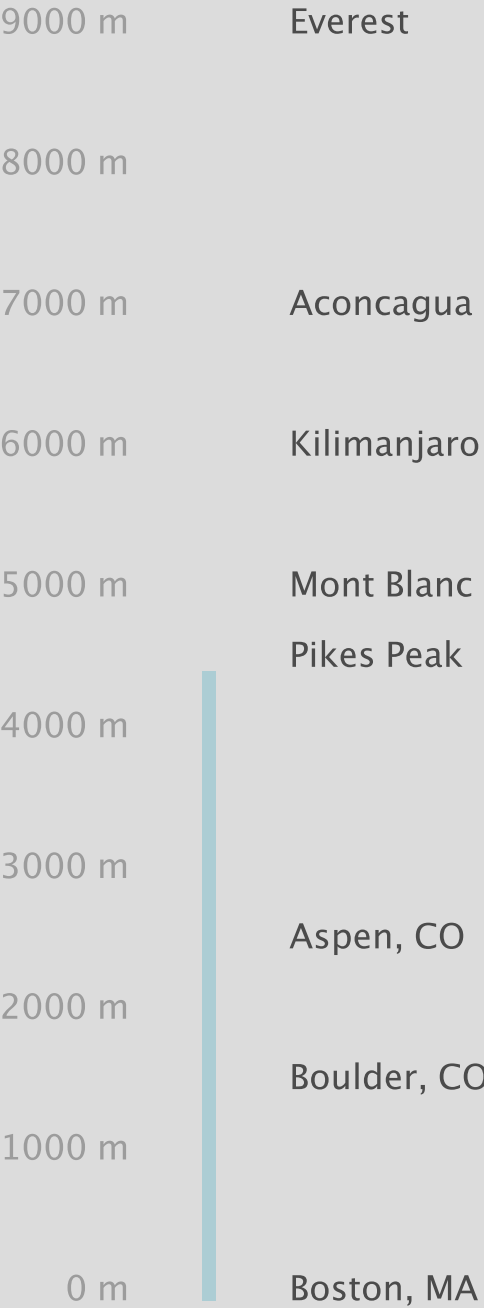 9000 m Everest
8000 m
7000 m Aconcagua
6000 m Kilimanjaro
5000 m Mont Blanc
Pikes Peak
4000 m
3000 m
Aspen, CO
2000 m
Boulder, CO
1000 m
0 m Boston, MA